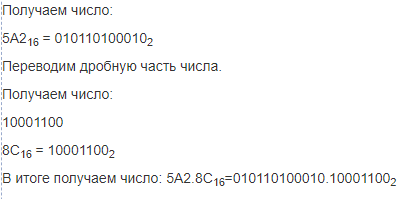 Получаем число:
5A2₁₆ = 010110100010₂
Переводим дробную часть числа.
Получаем число:
10001100
8C₁₆ = 10001100₂
В итоге получаем число: 5A2.8C₁₆=010110100010.10001100₂